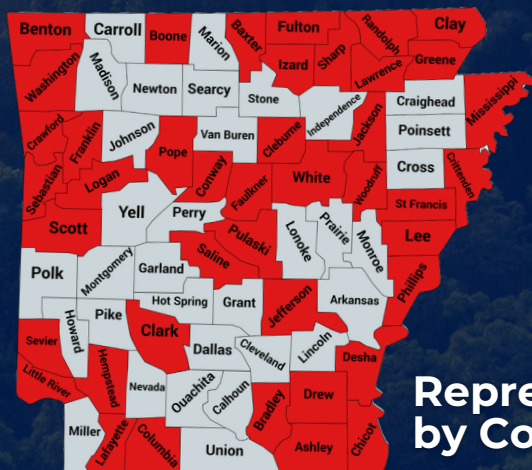 Benton
Carroll
Boone
Marion
Baxter
Fulton
Randolph
Clay
Washington
Madison
Newton
Searcy
Stone
Izard
Sharp
Lawrence
Greene
Independence
Jackson
Craighead
Mississippi
Crawford
Franklin
Johnson
Pope
Van Buren
Cleburne
Poinsett
Sebastian
Logan
Conway
Faulkner
White
Woodruff
Cross
Crittenden
Scott
Yell
Perry
Pulaski
Saline
Lonoke
Prairie
Monroe
St Francis
Lee
Phillips
Polk
Montgomery
Garland
Hot Spring
Grant
Jefferson
Arkansas
Howard
Pike
Clark
Dallas
Cleveland
Lincoln
Desha
Sevier
Little River
Hempstead
Nevada
Ouachita
Calhoun
Bradley
Drew
Miller
Lafayette
Columbia
Union
Ashley
Chicot
Repre
by Co